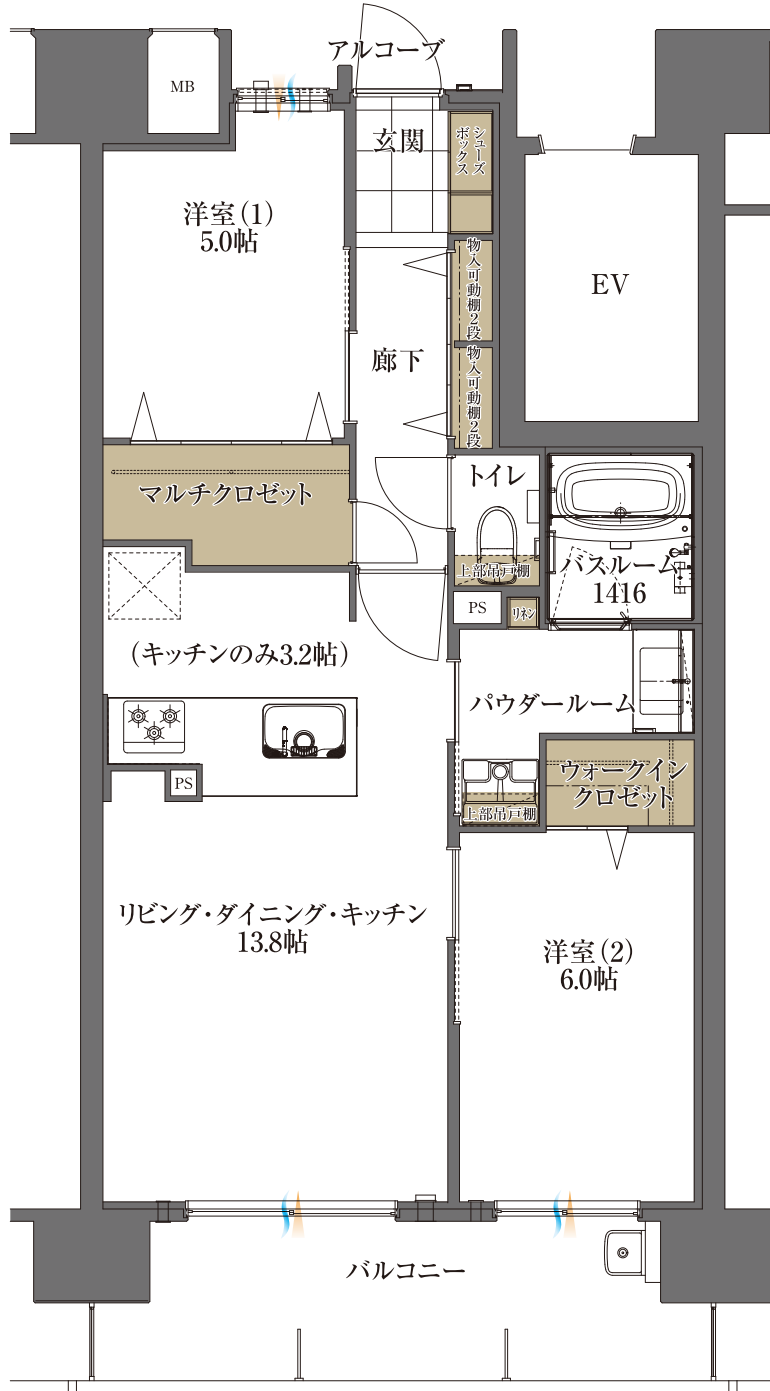 アルコーブ
MB
玄関
シューズ
ボックス
洋室(1)
5.0帖
物入可動棚2段
EV
廊下
物入可動棚2段
トイレ
マルチクロゼット
上部吊戸棚
バスルーム
1416
PS
リネン
(キッチンのみ3.2帖)
パウダールーム
PS
ウォークイン
クロゼット
上部吊戸棚
リビング・ダイニング・キッチン
13.8帖
洋室(2)
6.0帖
バルコニー